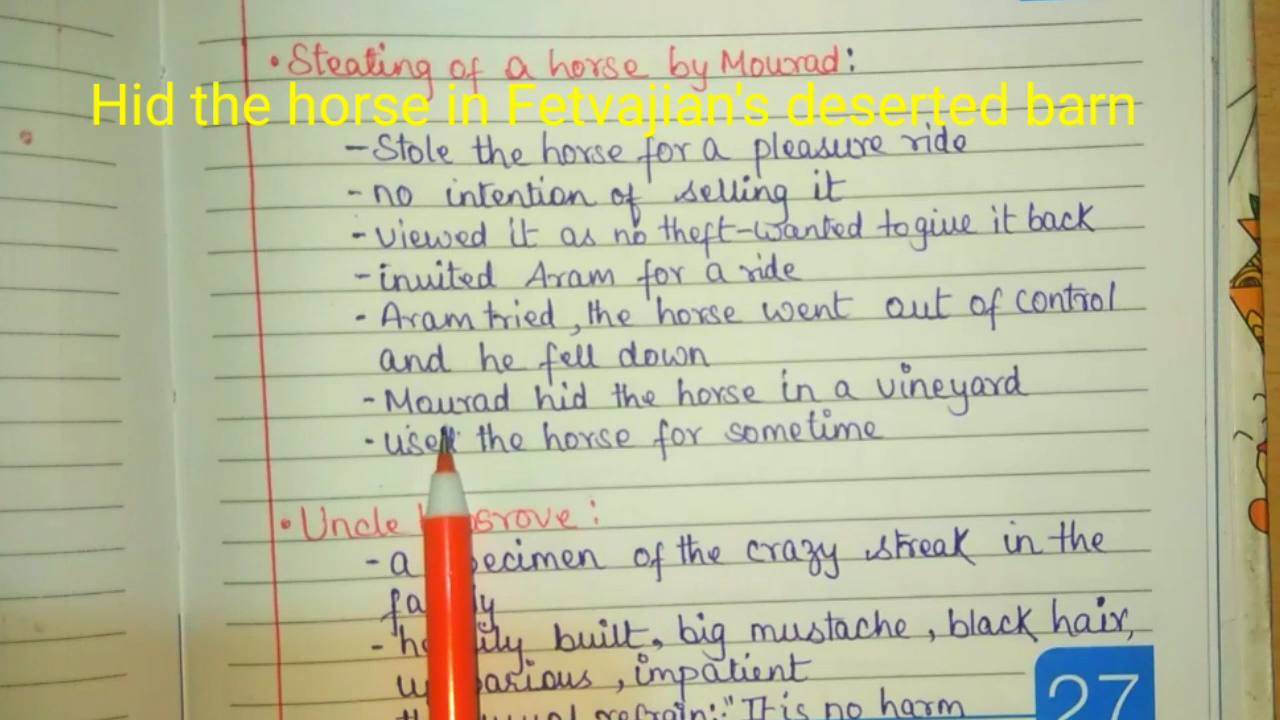 • Stealing of a horse by Mourad:
Hid the horse in Fetvajian's deserted barn
- Stole the horse for a pleasure ride
- no intention of selling it
- viewed it as no theft-wanted to give it back
- invited Aram for a ride
- Aram tried, the horse went out of control
and he fell down
- Mourad hid the horse in a vineyard
- the horse for sometime
• Uncle
- a of the crazy streak in the
- built, big mustache, black hair,
, impatient
"It is no harm
27